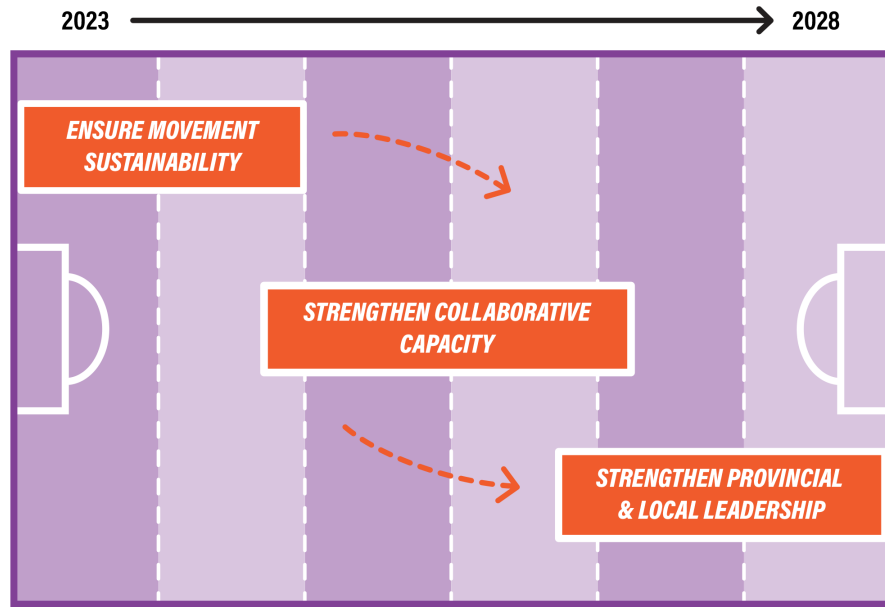 2023
2028
ENSURE MOVEMENT
SUSTAINABILITY
STRENGTHEN COLLABORATIVE
CAPACITY
STRENGTHEN PROVINCIAL
& LOCAL LEADERSHIP